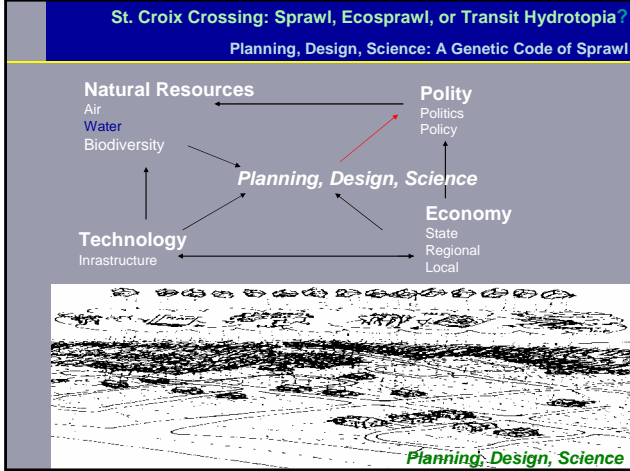 St. Croix Crossing: Sprawl, Ecosprawl, or Transit Hydrotopia?
Planning, Design, Science: A Genetic Code of Sprawl
Natural Resources
Air
Water
Biodiversity
Polity
Politics
Policy
Planning, Design, Science
Technology
Inrastructure
Economy
State
Regional
Local
Planning, Design, Science